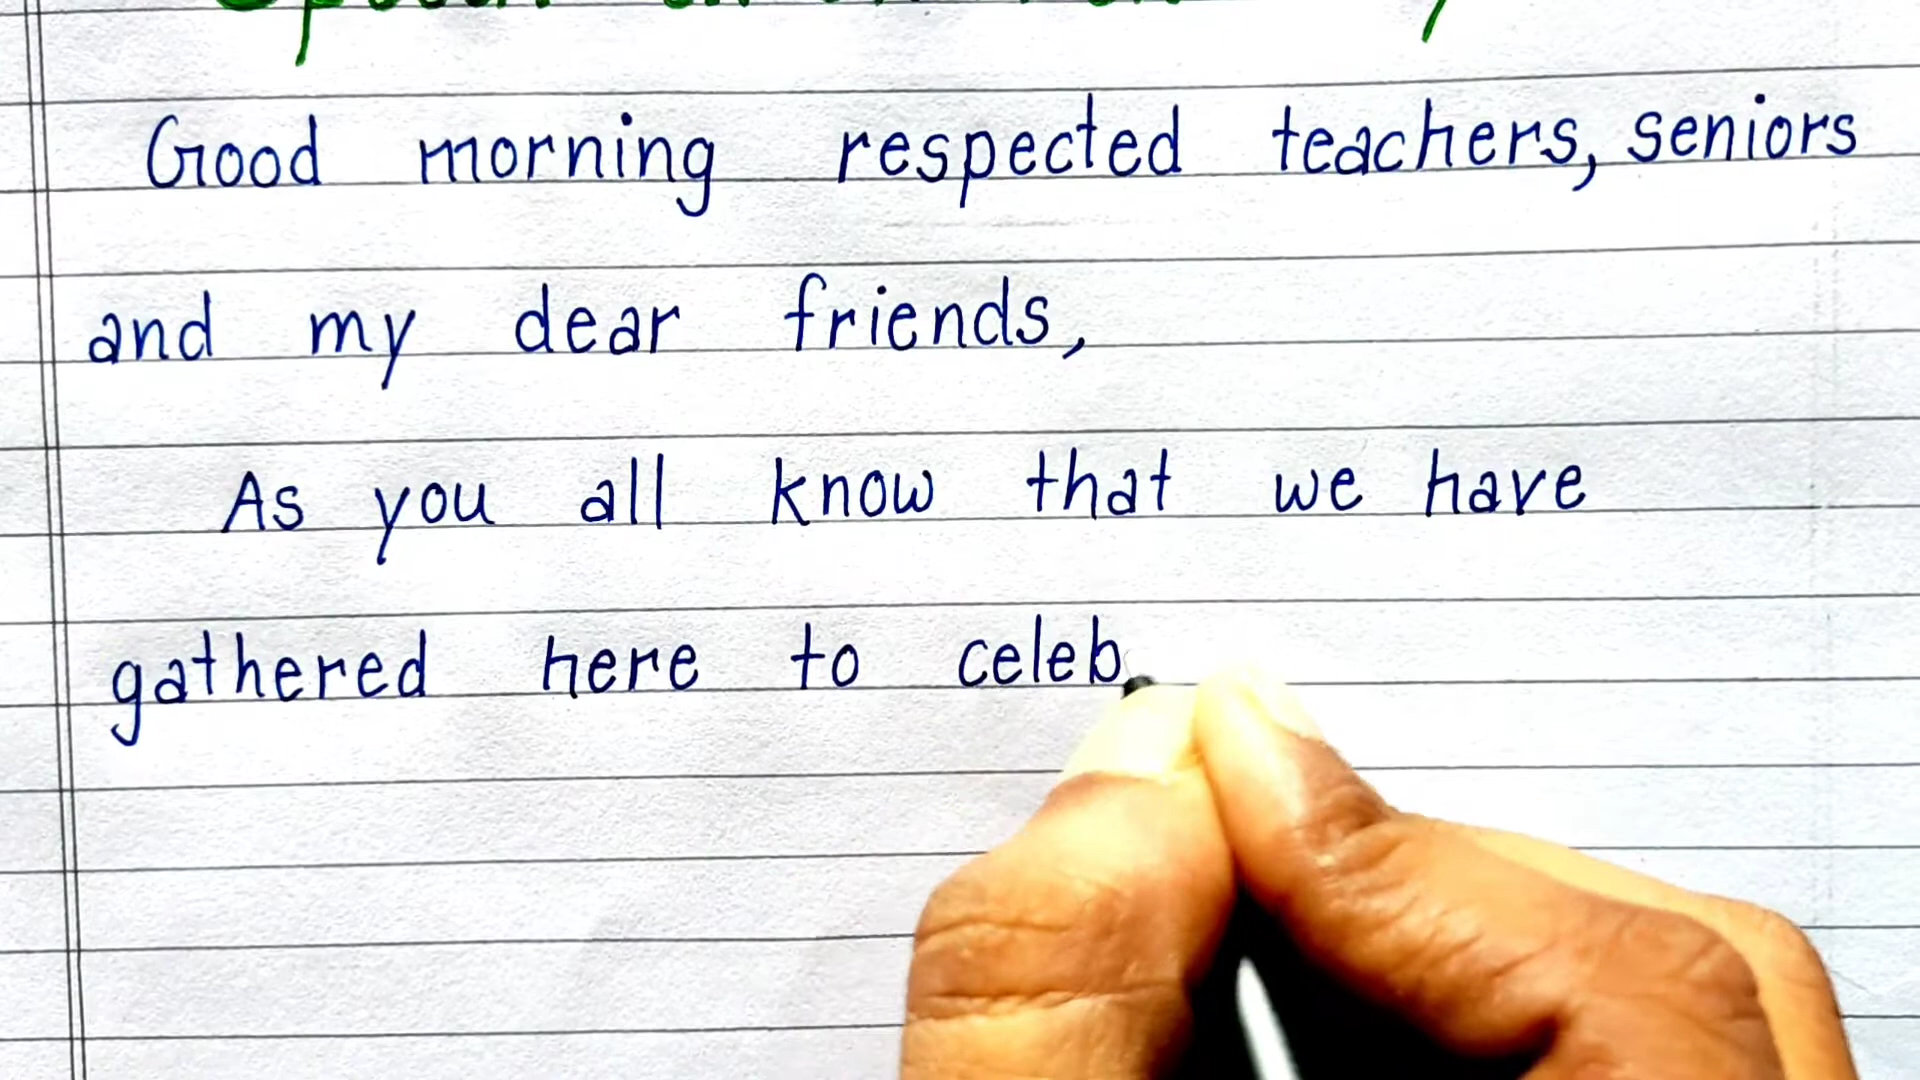 Speech
Good morning respected teachers, seniors
and my dear friends,
As you all know that we have
gathered here to celeb